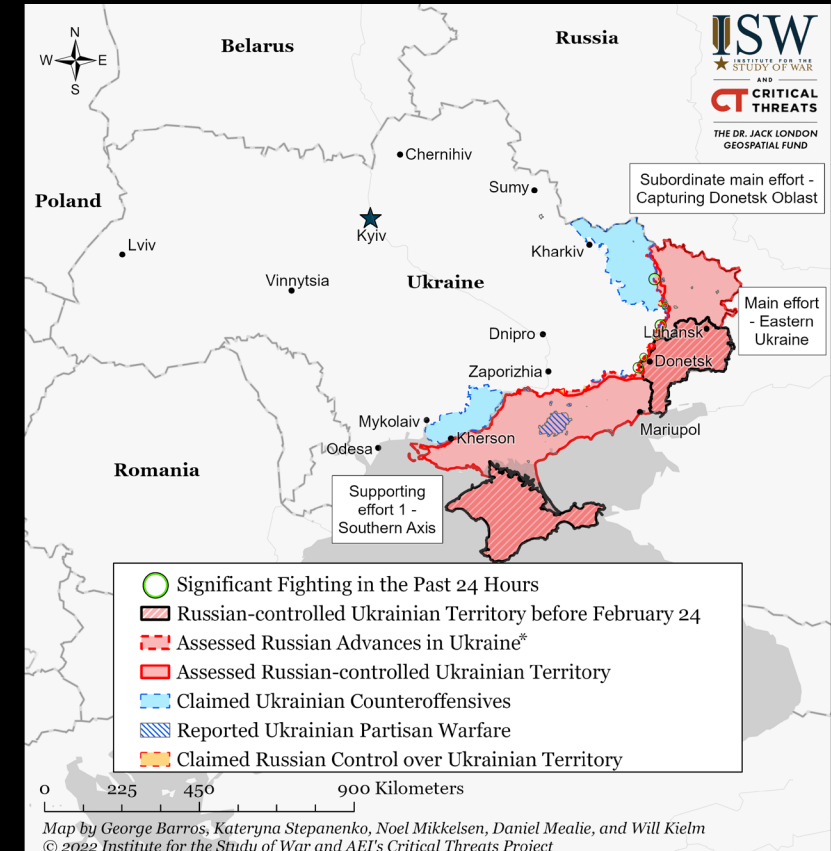 N
W
E
S
Belarus
Russia
ISW
INSTITUTE FOR THE
STUDY OF WAR
AND
CT CRITICAL
THREATS
THE DR. JACK LONDON
GEOSPATIAL FUND
Chernihiv
Subordinate main effort -
Capturing Donetsk Oblast
Sumy
Poland
Kyiv
Lviv
Kharkiv
Vinnytsia
Ukraine
Main effort
- Eastern
Ukraine
Luhansk
Dnipro
Donetsk
Zaporizhia
Mykolaiv
Mariupol
Kherson
Odesa
Romania
Supporting
effort 1 -
Southern Axis
Significant Fighting in the Past 24 Hours
Russian-controlled Ukrainian Territory before February 24
Assessed Russian Advances in Ukraine*
Assessed Russian-controlled Ukrainian Territory
Claimed Ukrainian Counteroffensives
Reported Ukrainian Partisan Warfare
Claimed Russian Control over Ukrainian Territory
0 225 450 900 Kilometers
Map by George Barros, Kateryna Stepanenko, Noel Mikkelsen, Daniel Mealie, and Will Kielm
© 2022 Institute for the Study of War and AEI's Critical Threats Project